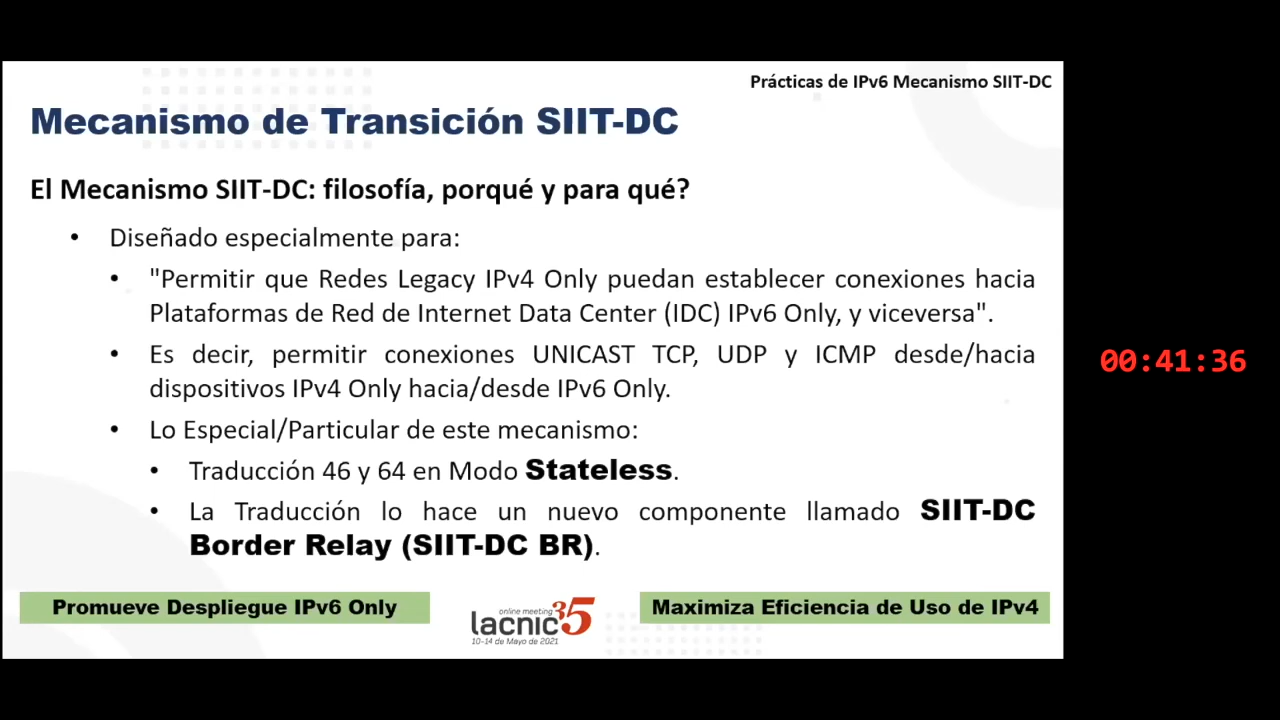 Prácticas de IPv6 Mecanismo SIIT-DC
Mecanismo de Transición SIIT-DC
El Mecanismo SIIT-DC: filosofía, porqué y para qué?
• Diseñado especialmente para:
• "Permitir que Redes Legacy IPv4 Only puedan establecer conexiones hacia
Plataformas de Red de Internet Data Center (IDC) IPv6 Only, y viceversa".
• Es decir, permitir conexiones UNICAST TCP, UDP y ICMP desde/hacia
dispositivos IPv4 Only hacia/desde IPv6 Only.
• Lo Especial/Particular de este mecanismo:
• Traducción 46 y 64 en Modo Stateless.
• La Traducción lo hace un nuevo componente llamado SIIT-DC
Border Relay (SIIT-DC BR).
00:41:36
Promueve Despliegue IPv6 Only
online meeting
lacnic35
10-14 de Mayo de 2021
Maximiza Eficiencia de Uso de IPv4